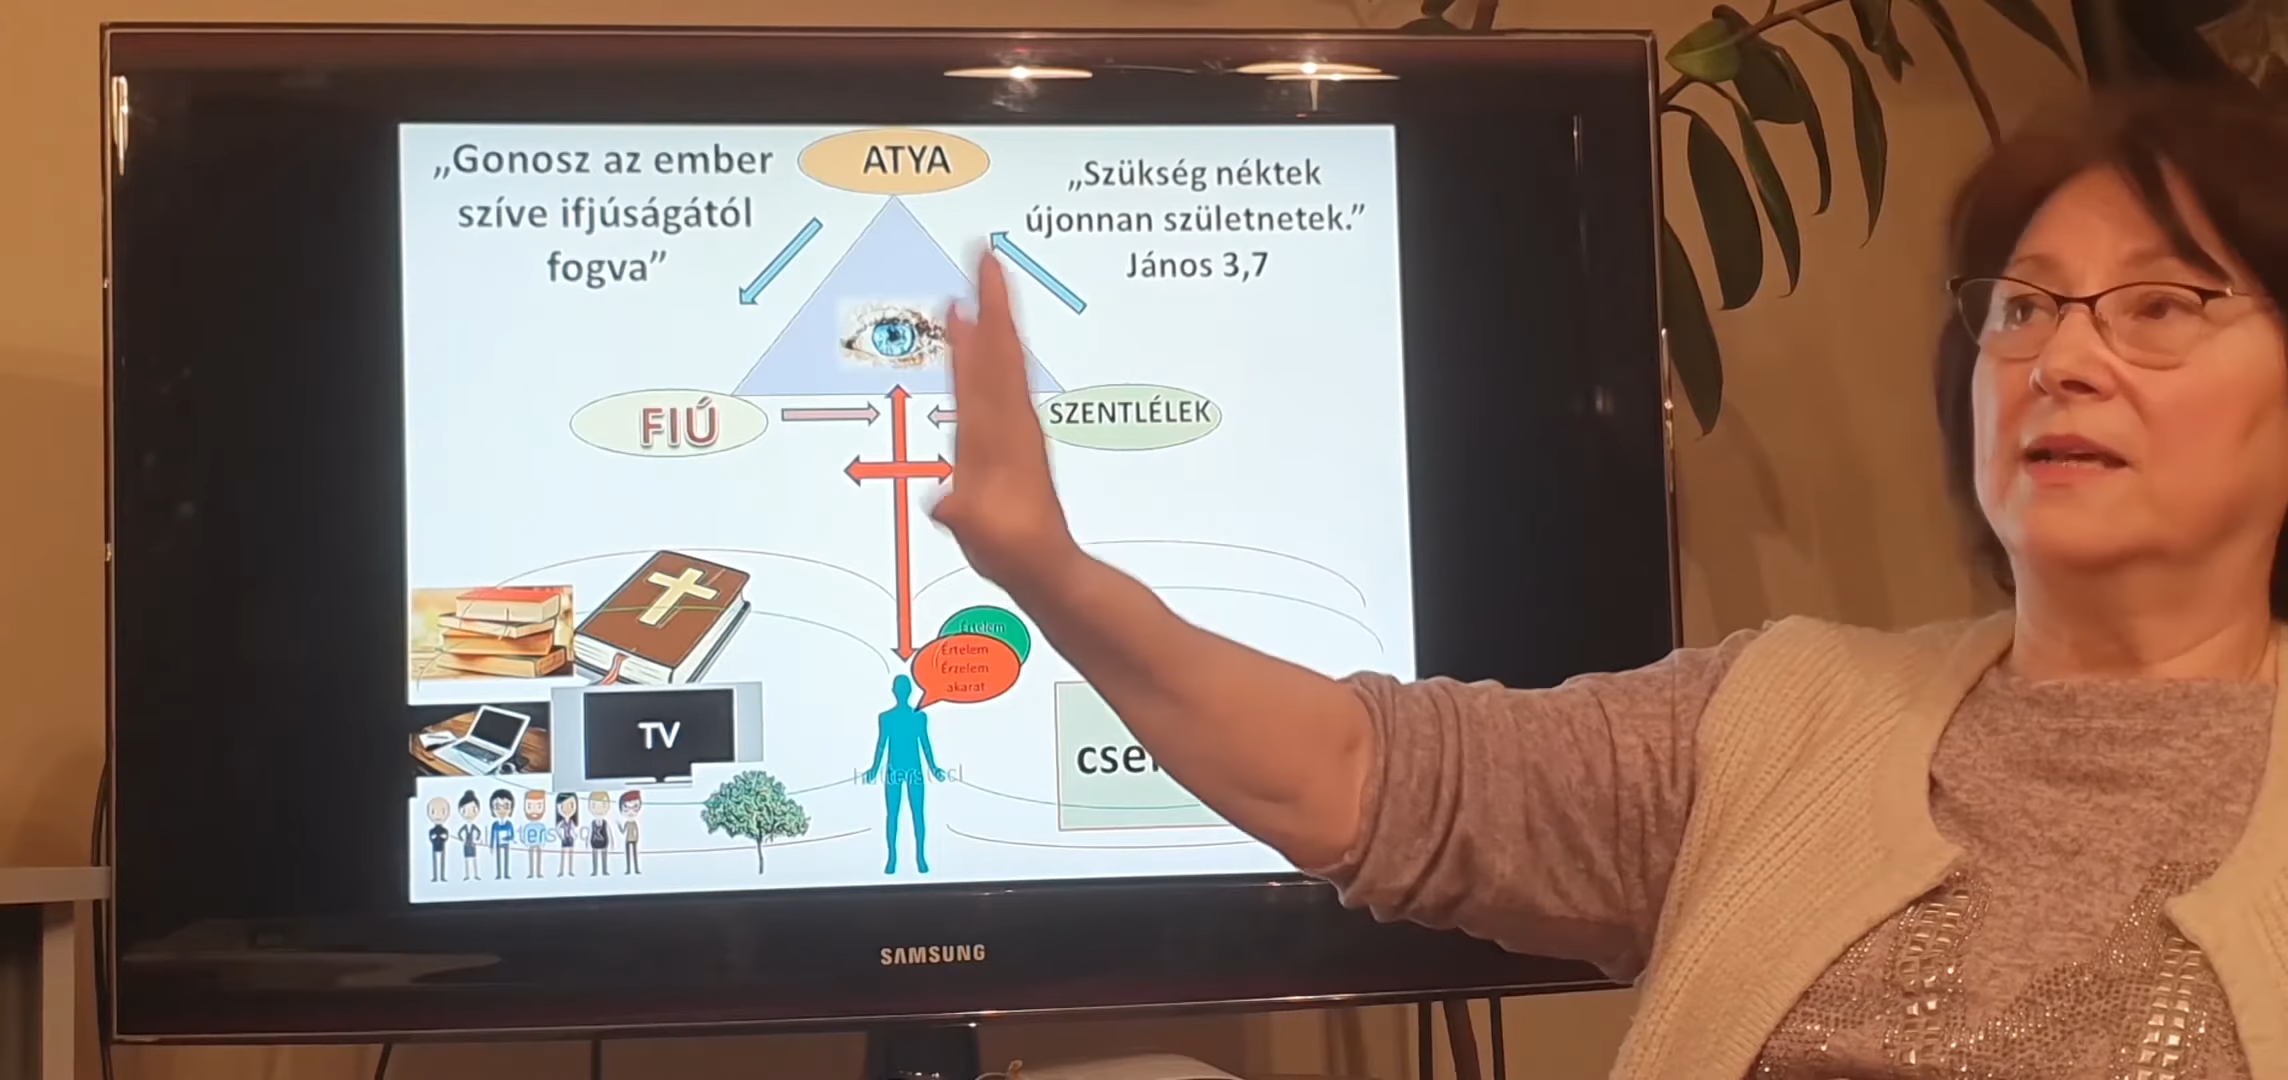 „Gonosz az ember
szíve ifjúságától
fogva”
ATYA
„Szükség néktek
újonnan születnetek.”
János 3,7
FIÚ
SZENTLÉLEK
Értelem
Értelem
Érzelem
akarat
TV
SAMSUNG